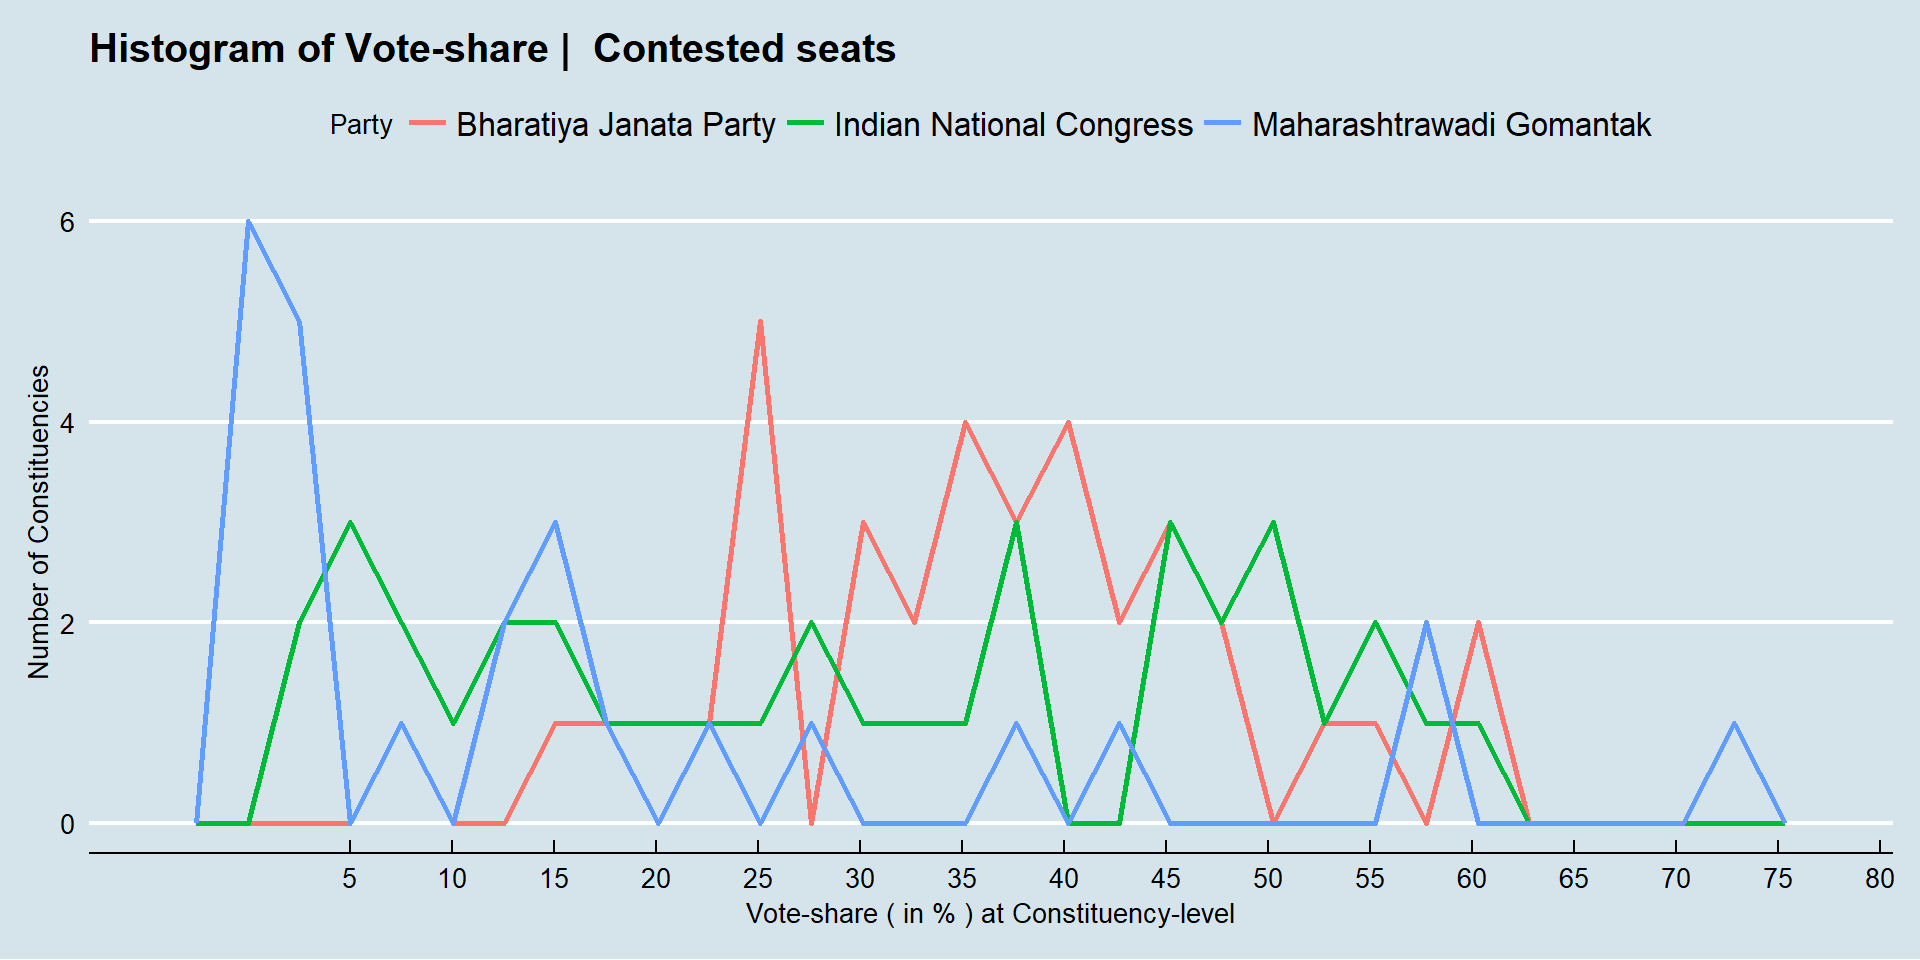 Histogram of Vote-share |  Contested seats
Party Bharatiya Janata Party Indian National Congress Maharashtrawadi Gomantak
6
4
2
0
Number of Constituencies
5 10 15 20 25 30 35 40 45 50 55 60 65 70 75 80
Vote-share ( in % ) at Constituency-level